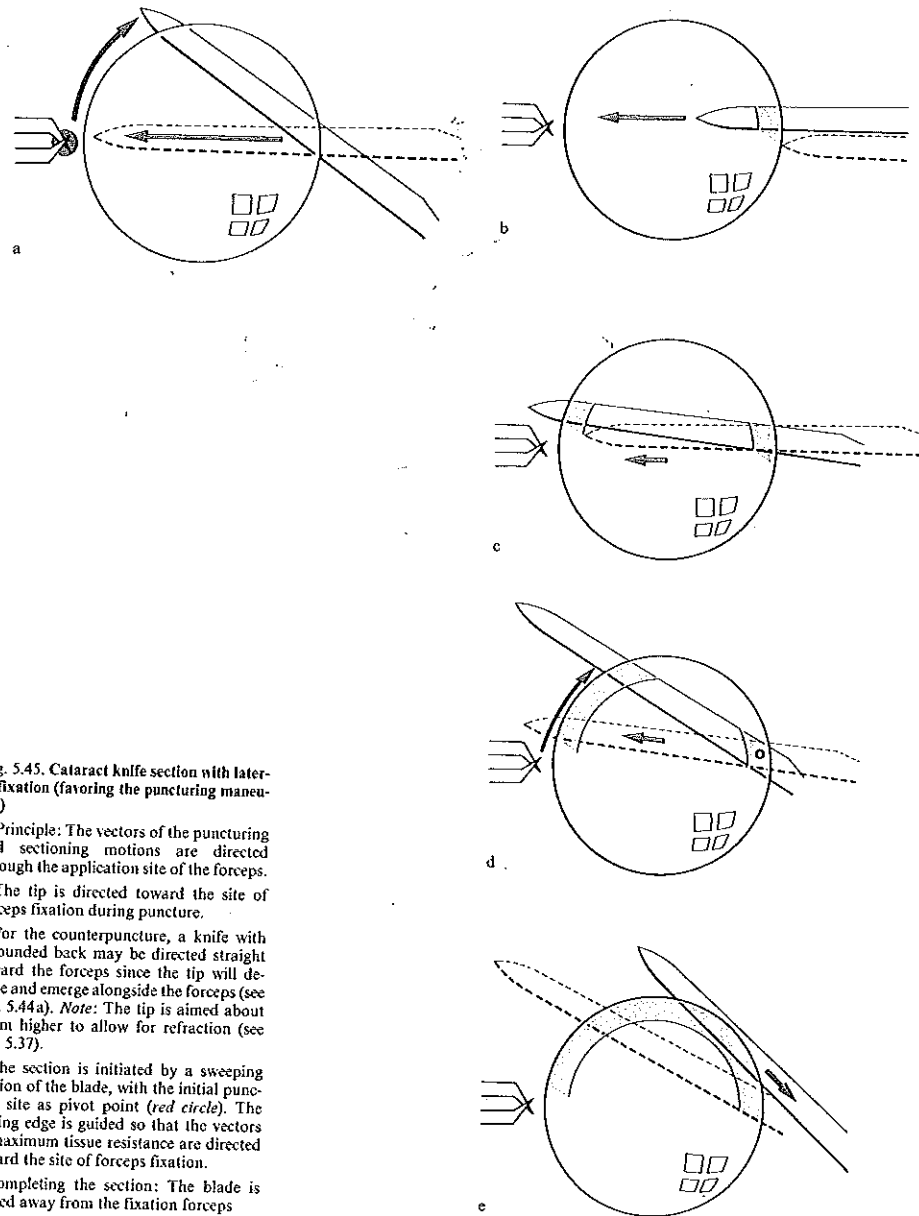 a
b
c
d
e
g. 5.45. Cataract knife section with later-
fixation (favoring the puncturing maneu-
)
Principle: The vectors of the puncturing
sectioning motions are directed
ough the application site of the forceps.
The tip is directed toward the site of
ceps fixation during puncture.
For the counterpuncture, a knife with
ounded back may be directed straight
ard the forceps since the tip will de-
e and emerge alongside the forceps (see
5.44a). Note: The tip is aimed about
m higher to allow for refraction (see
5.37).
he section is initiated by a sweeping
ion of the blade, with the initial punc-
site as pivot point (red circle). The
ing edge is guided so that the vectors
naximum tissue resistance are directed
ard the site of forceps fixation.
ompleting the section: The blade is
ed away from the fixation forceps